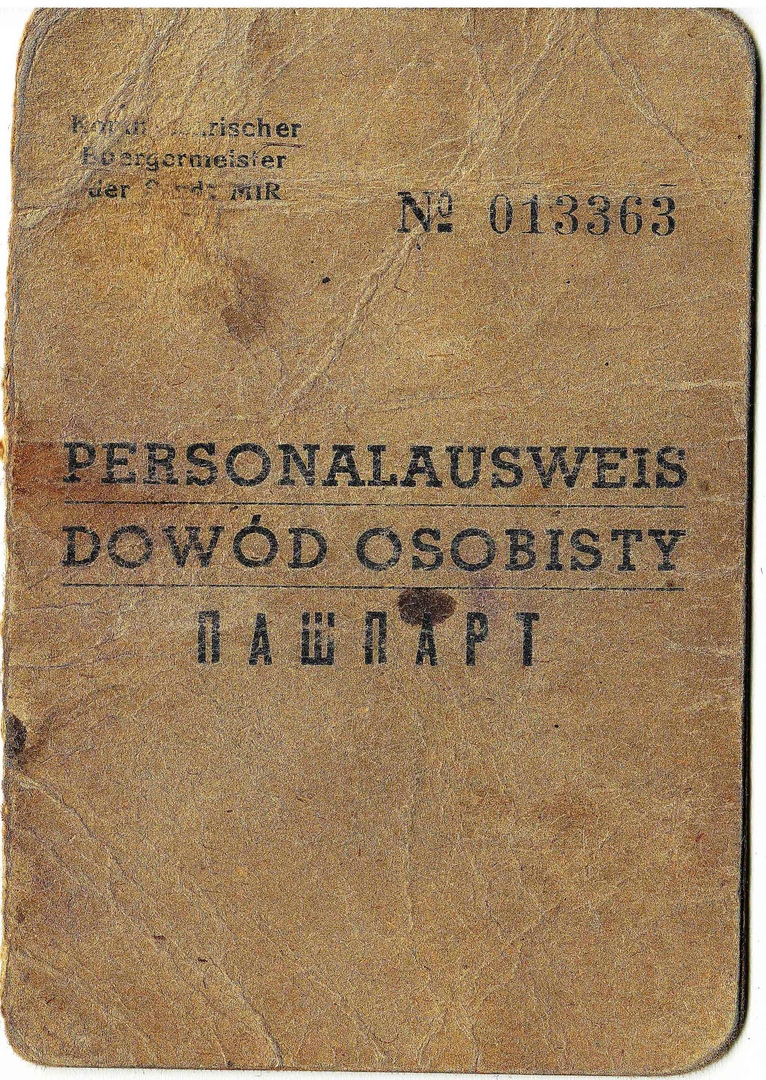 Buergermeister
der MIR
№ 013363
PERSONALAUSWEIS
DOWÓD OSOBISTY
ПАШПАРТ